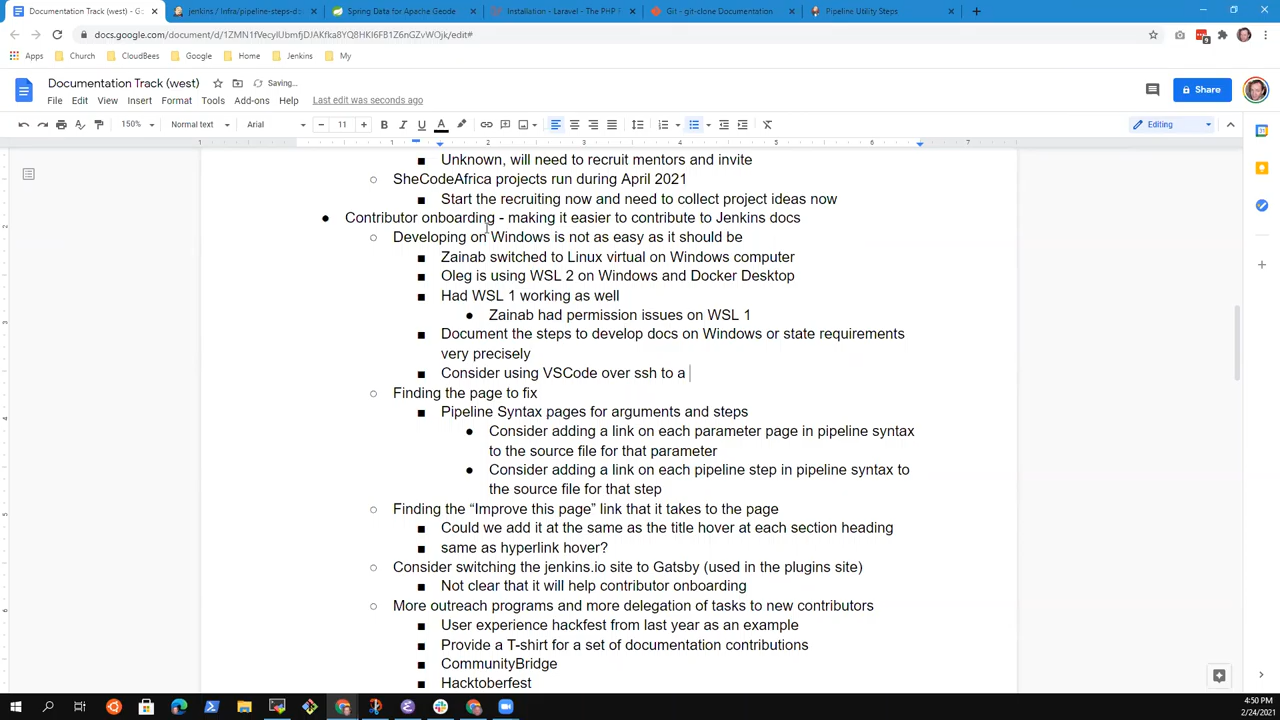 Documentation Track (west) - Go
jenkins / Infra/pipeline-steps-do
Spring Data for Apache Geode
Installation - Laravel - The PHP F
Git - git-clone Documentation
Pipeline Utility Steps
docs.google.com/document/d/1ZMN1fVecyIUbmfjDJAKfka8YQ8HKI6FB1Z6nGZvWOjk/edit#
9
Apps
Church
CloudBees
Google
Home
Jenkins
My
Documentation Track (west)
Saving...
File Edit View Insert Format Tools Add-ons Help
Last edit was seconds ago
Share
150%
Normal text
Arial
11
Editing
1 1 2 3 4 5 6 7
Unknown, will need to recruit mentors and invite
SheCodeAfrica projects run during April 2021
Start the recruiting now and need to collect project ideas now
Contributor onboarding - making it easier to contribute to Jenkins docs
Developing on Windows is not as easy as it should be
Zainab switched to Linux virtual on Windows computer
Oleg is using WSL 2 on Windows and Docker Desktop
Had WSL 1 working as well
Zainab had permission issues on WSL 1
Document the steps to develop docs on Windows or state requirements
very precisely
Consider using VSCode over ssh to a
Finding the page to fix
Pipeline Syntax pages for arguments and steps
Consider adding a link on each parameter page in pipeline syntax
to the source file for that parameter
Consider adding a link on each pipeline step in pipeline syntax to
the source file for that step
Finding the “Improve this page” link that it takes to the page
Could we add it at the same as the title hover at each section heading
same as hyperlink hover?
Consider switching the jenkins.io site to Gatsby (used in the plugins site)
Not clear that it will help contributor onboarding
More outreach programs and more delegation of tasks to new contributors
User experience hackfest from last year as an example
Provide a T-shirt for a set of documentation contributions
CommunityBridge
Hacktoberfest
4:50 PM
2/24/2021